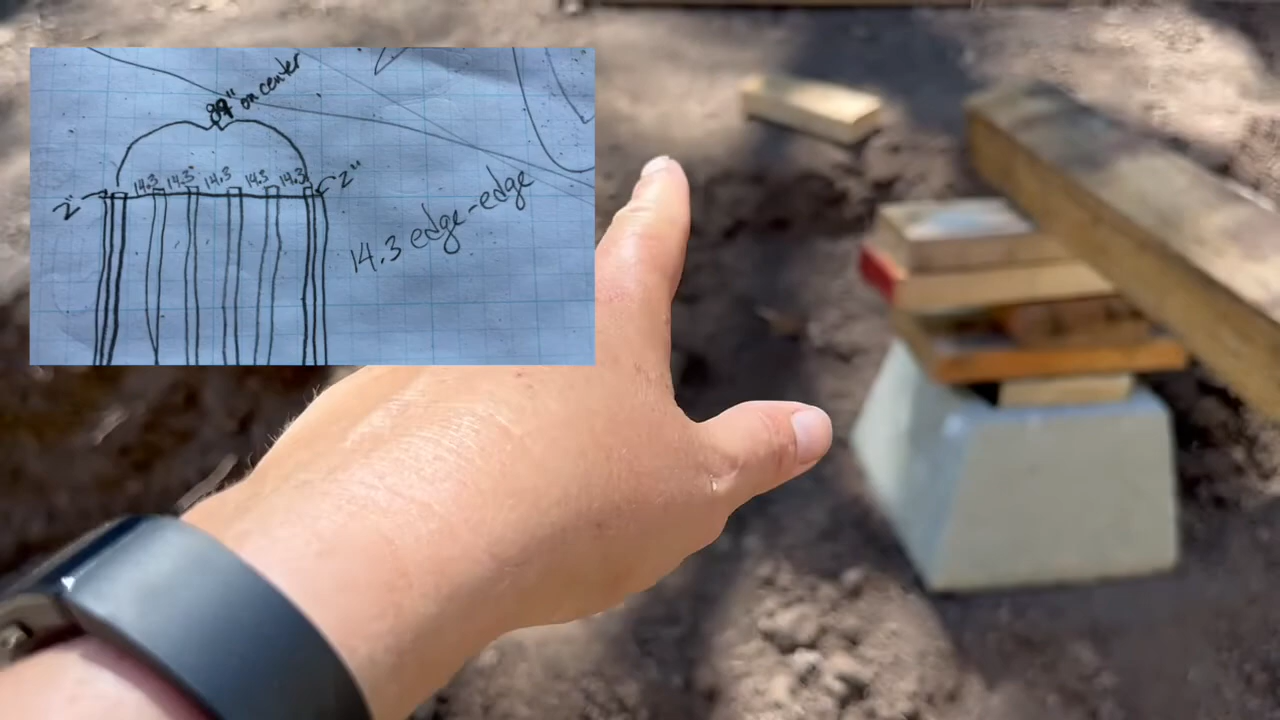 89" on center
14.3 14.3" 14.3 14.3 14.3
2" 2"
14.3 edge-edge